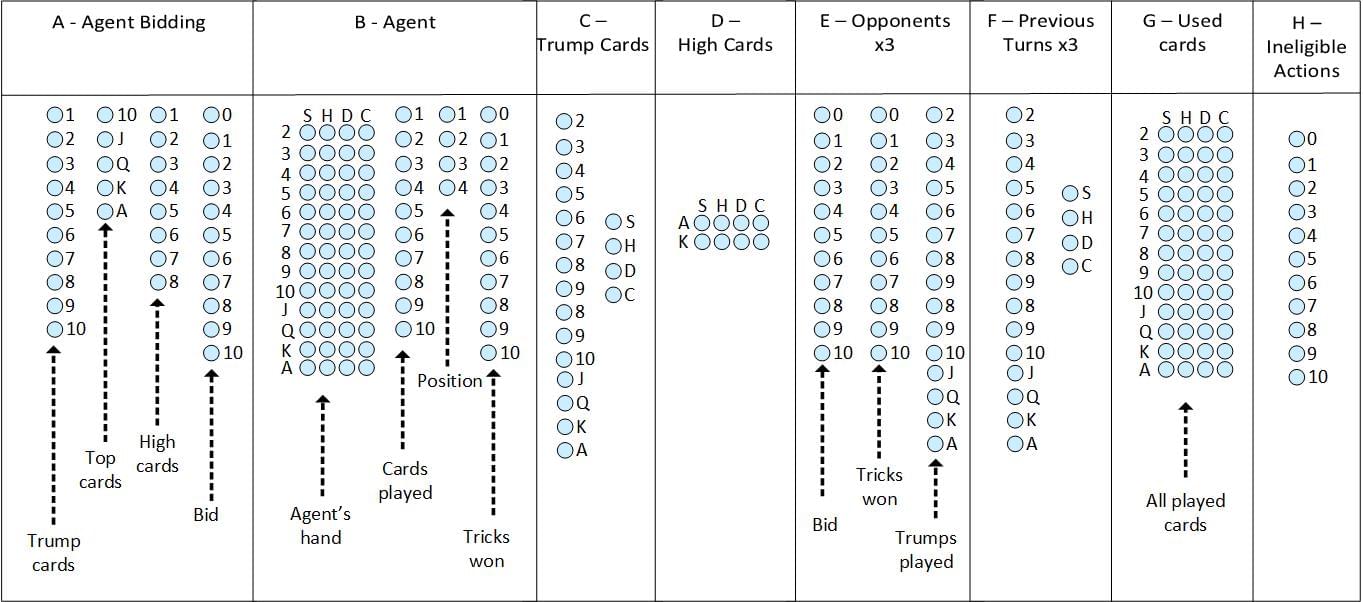 A - Agent Bidding
1
2
3
4
5
6
7
8
9
10
Trump
cards
10
J
Q
K
A
Top
cards
1
2
3
4
5
6
7
8
High
cards
0
1
2
3
4
5
6
7
8
9
10
Bid
B - Agent
S H D C
2
3
4
5
6
7
8
9
10
J
Q
K
A
Agent's
hand
1
2
3
4
5
6
7
8
9
10
Cards
played
1
2
3
4
Position
0
1
2
3
4
5
6
7
8
9
10
Tricks
won
C –
Trump Cards
2
3
4
5
6
7
8
9
8
9
10
J
Q
K
A
S
H
D
C
D –
High Cards
S H D C
A
K
E – Opponents
x3
0
1
2
3
4
5
6
7
8
9
10
Bid
0
1
2
3
4
5
6
7
8
9
10
Tricks
won
2
3
4
5
6
7
8
9
8
9
10
J
Q
K
A
Trumps
played
F – Previous
Turns x3
2
3
4
5
6
7
8
9
8
9
10
J
Q
K
A
S
H
D
C
G – Used
cards
S H D C
2
3
4
5
6
7
8
9
10
J
Q
K
A
All played
cards
H –
Ineligible
Actions
0
1
2
3
4
5
6
7
8
9
10